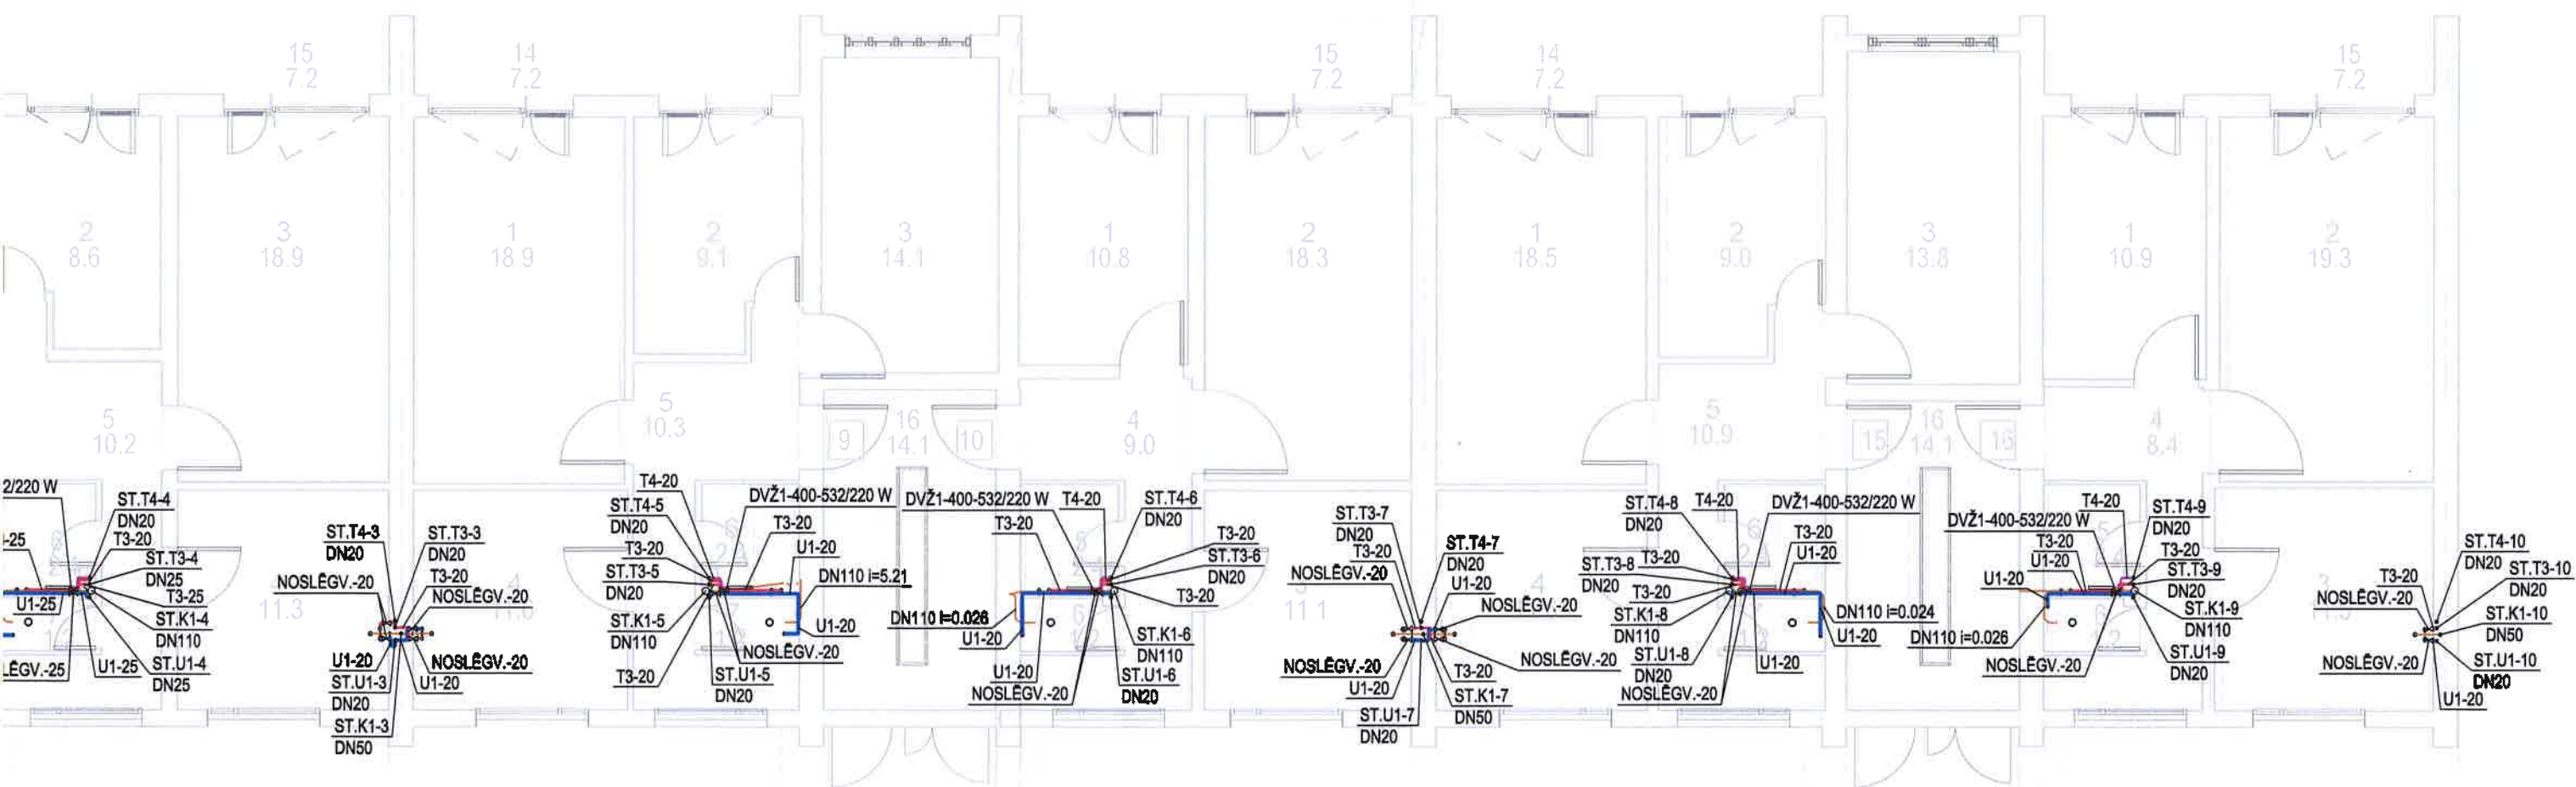 15
7.2
14
7.2
15
7.2
14
7.2
15
7.2
2
8.6
3
18.9
1
18.9
2
9.1
3
14.1
1
10.8
2
18.3
1
18.5
2
9.0
3
13.8
1
10.9
2
19.3
5
10.2
5
10.3
9
16
14.1
10
4
9.0
5
10.9
15
16
14.1
16
4
8.4
2/220 W
ST.T4-4
DN20
T3-20
ST.T3-4
DN25
T3-25
ST.K1-4
DN110
ST.U1-4
DN25
-25
U1-25
U1-25
LĒGV.-25
11.3
ST.T4-3
DN20
ST.T3-3
DN20
T3-20
NOSLĒGV.-20
NOSLĒGV.-20
U1-20
ST.U1-3
DN20
ST.K1-3
DN50
NOSLĒGV.-20
U1-20
4
T4-20
ST.T4-5
DN20
T3-20
ST.T3-5
DN20
ST.K1-5
DN110
T3-20
DVŽ1-400-532/220 W
T3-20
U1-20
DN110 i=5.21
U1-20
NOSLĒGV.-20
ST.U1-5
DN20
DVŽ1-400-532/220 W
T4-20
ST.T4-6
DN20
T3-20
T3-20
ST.T3-6
DN20
T3-20
DN110 i=0.026
U1-20
ST.K1-6
DN110
U1-20
NOSLĒGV.-20
ST.U1-6
DN20
11.1
ST.T3-7
DN20
T3-20
NOSLĒGV.-20
ST.T4-7
DN20
U1-20
NOSLĒGV.-20
NOSLĒGV.-20
U1-20
ST.U1-7
DN20
NOSLĒGV.-20
T3-20
ST.K1-7
DN50
4
ST.T4-8
DN20
T4-20
T3-20
ST.T3-8
DN20
T3-20
ST.K1-8
DN110
ST.U1-8
DN20
NOSLĒGV.-20
DVŽ1-400-532/220 W
T3-20
U1-20
DN110 i=0.024
U1-20
U1-20
DVŽ1-400-532/220 W
T4-20
ST.T4-9
DN20
T3-20
U1-20
T3-20
ST.T3-9
DN20
U1-20
ST.K1-9
DN110
DN110 i=0.026
NOSLĒGV.-20
ST.U1-9
DN20
3
T3-20
NOSLĒGV.-20
ST.T4-10
DN20
ST.T3-10
DN20
ST.K1-10
DN50
NOSLĒGV.-20
ST.U1-10
DN20
U1-20